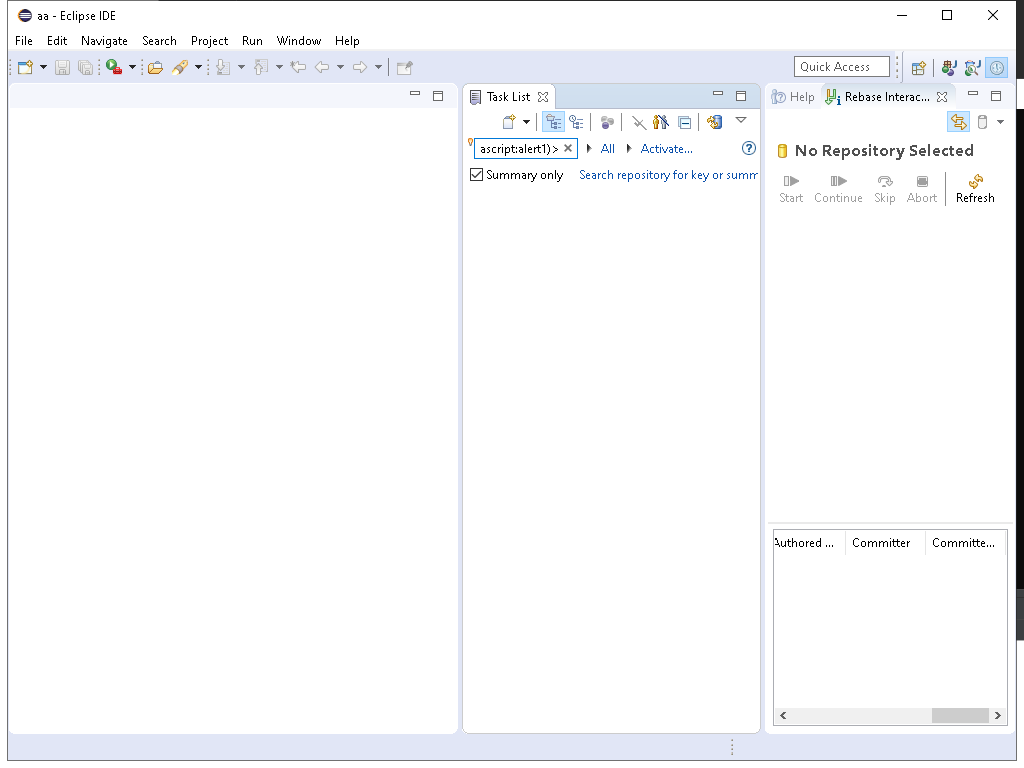 aa - Eclipse IDE
File Edit Navigate Search Project Run Window Help
Quick Access
Task List
Help Rebase Interac...
ascript:alert1)> All Activate...
Summary only Search repository for key or summ
No Repository Selected
Start Continue Skip Abort Refresh
Authored ... Committer Committe...